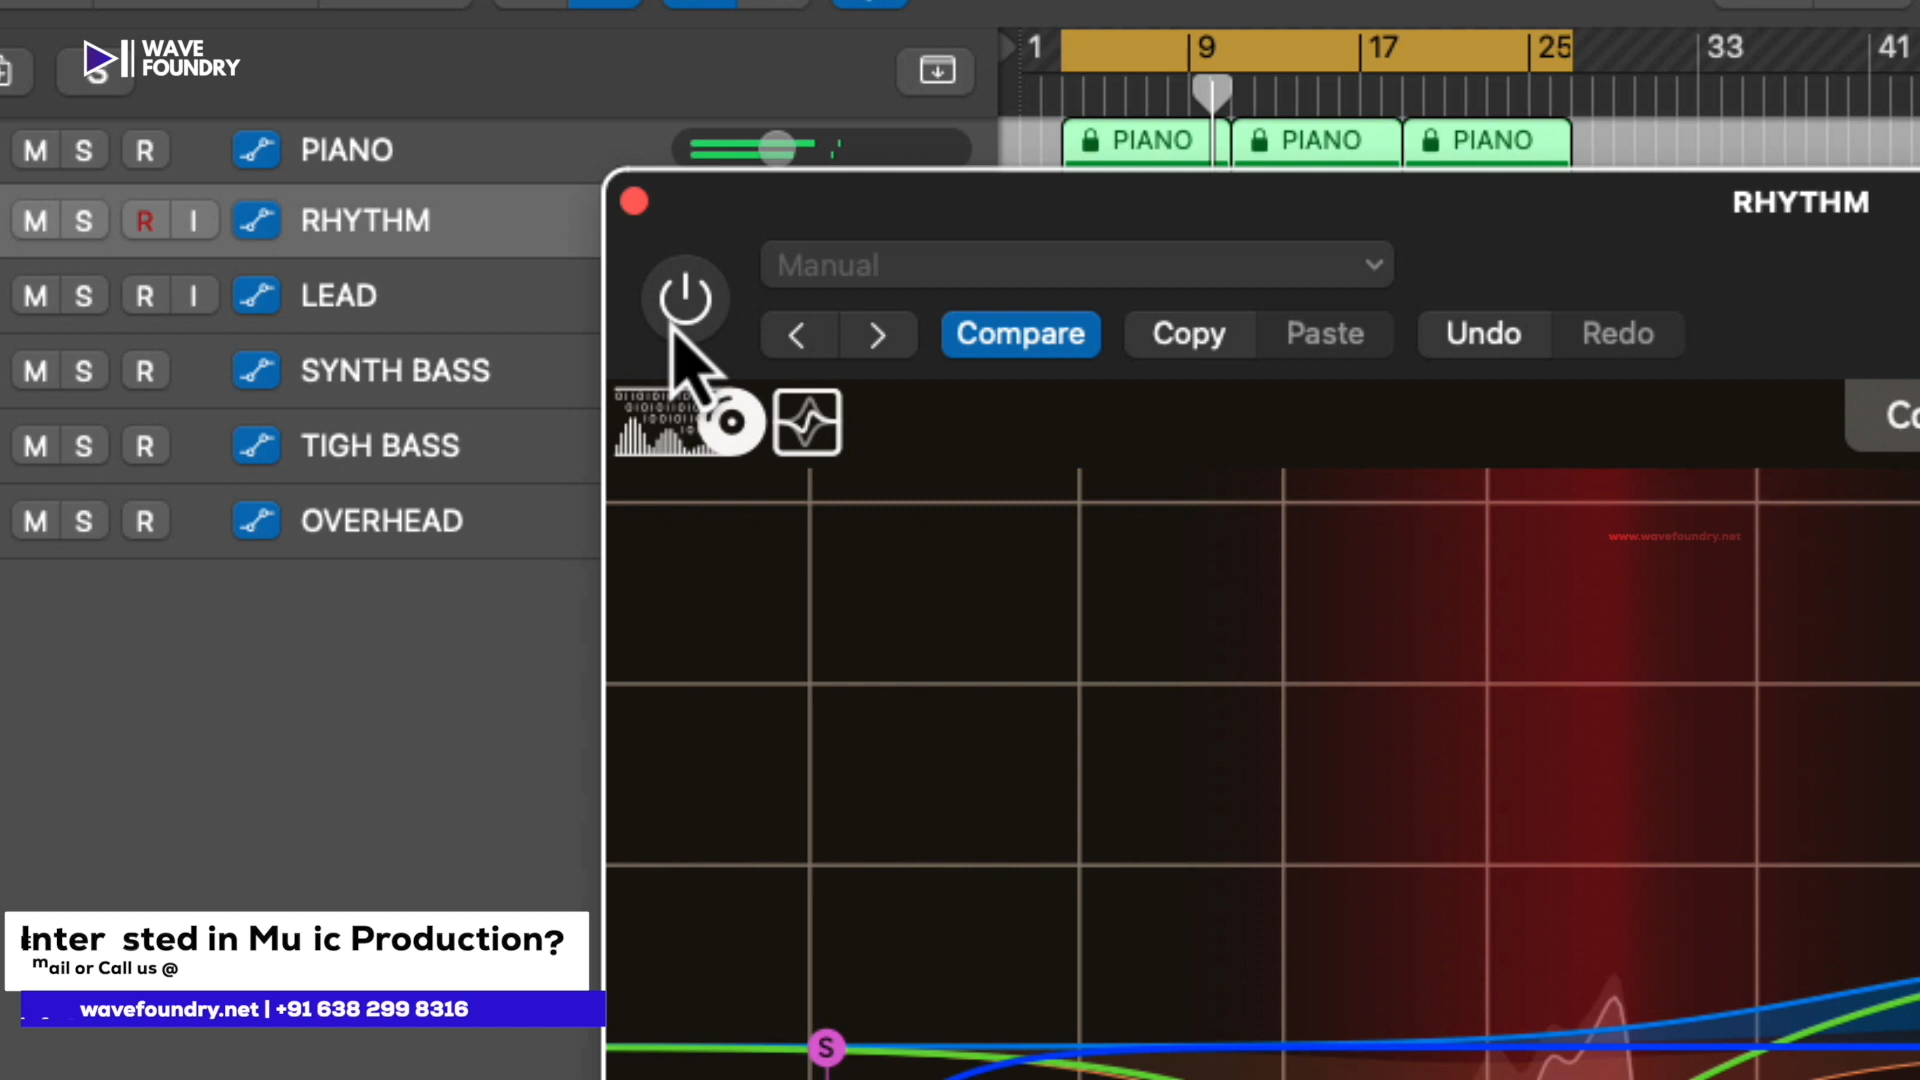 WAVE
FOUNDRY
S
1 9 17 25 33 41
M S R PIANO
PIANO PIANO PIANO
M S R I RHYTHM
RHYTHM
Manual
M S R I LEAD
Compare Copy Paste Undo Redo
M S R SYNTH BASS
Co
M S R TIGH BASS
M S R OVERHEAD
www.wavefoundry.net
Inter sted in Mu ic Production?
mail or Call us @
wavefoundry.net | +91 638 299 8316
S